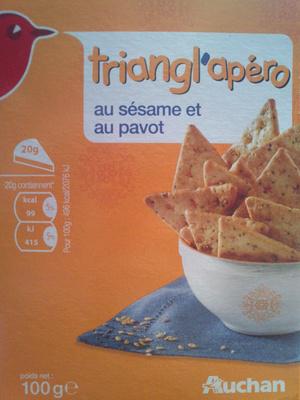 triangl'apéro
au sésame et
au pavot
20g
20g contiennent*
kcal
99
5%
kJ
415
5%
Pour 100g : 496 kcal/2076 kJ
poids net :
100g℮
Auchan